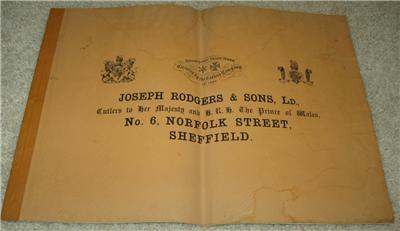 JOSEPH RODGERS & SONS, LD.,
Cutlers to Her Majesty and H. R. H. The Prince of Wales,
No. 6, NORFOLK STREET,
SHEFFIELD.